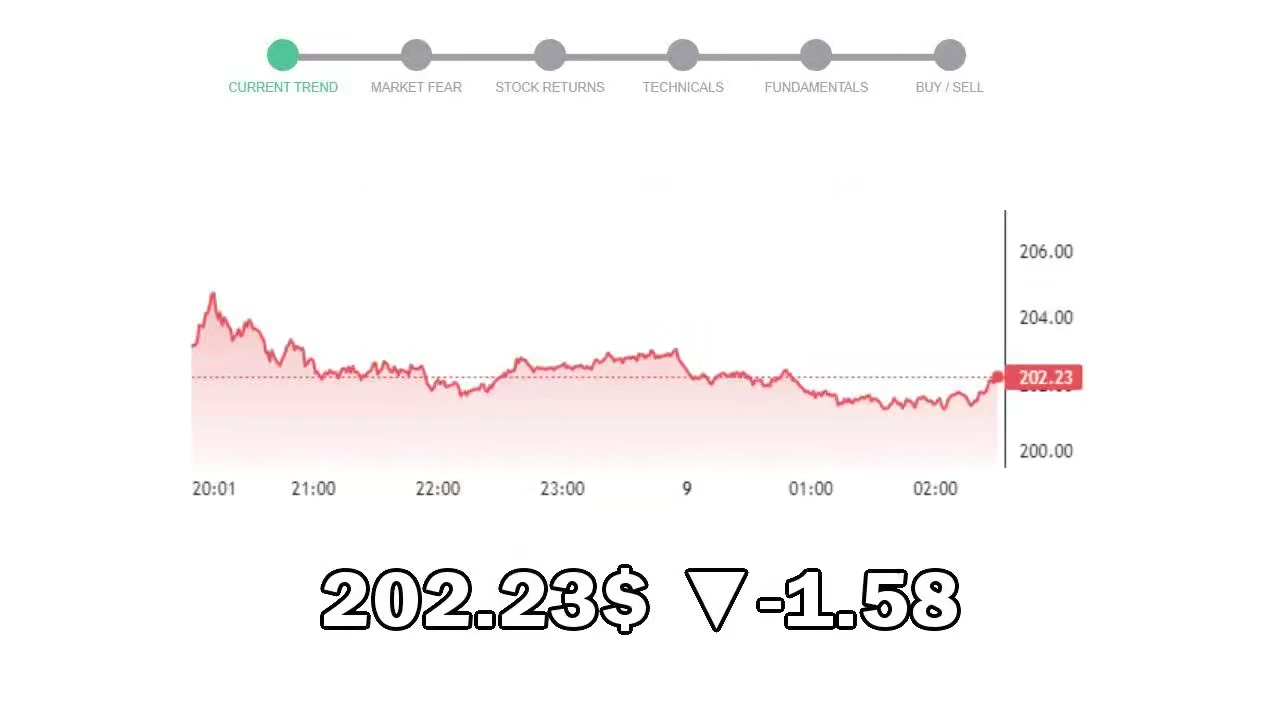 CURRENT TREND MARKET FEAR STOCK RETURNS TECHNICALS FUNDAMENTALS BUY / SELL
206.00
204.00
202.23
200.00
20:01 21:00 22:00 23:00 9 01:00 02:00
202.23$ ▼-1.58